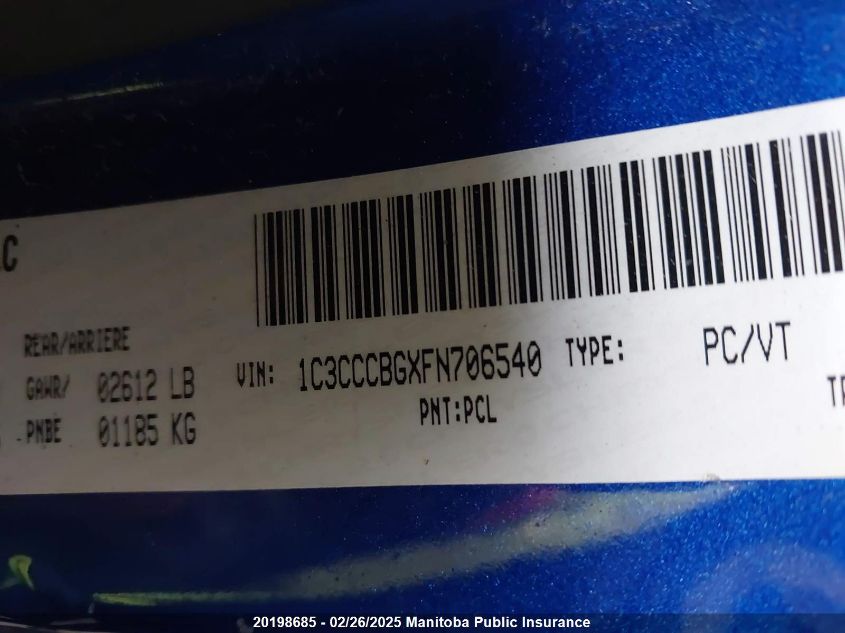 C
REAR/ARRIERE
GAWR/ 02612 LB
PNBE 01185 KG
VIN: 1C3CCCBGXFN706540 TYPE: PC/VT
PNT:PCL
20198685 - 02/26/2025 Manitoba Public Insurance